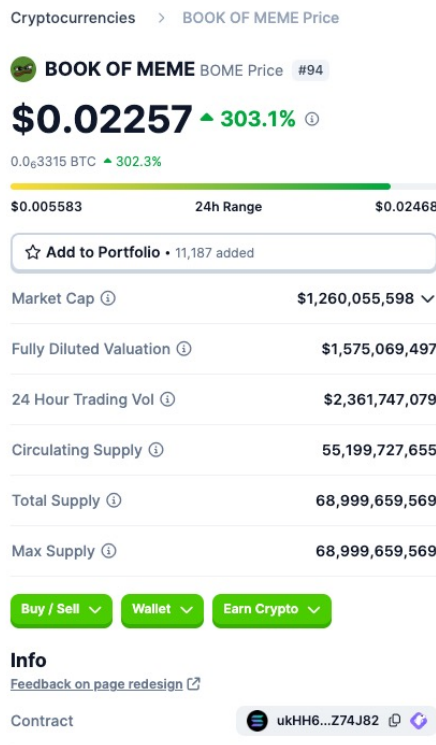 Cryptocurrencies > BOOK OF MEME Price
BOOK OF MEME BOME Price #94
$0.02257 ▲ 303.1%
0.0₆3315 BTC ▲ 302.3%
$0.005583 24h Range $0.02468
Add to Portfolio • 11,187 added
Market Cap $1,260,055,598
Fully Diluted Valuation $1,575,069,497
24 Hour Trading Vol $2,361,747,079
Circulating Supply 55,199,727,655
Total Supply 68,999,659,569
Max Supply 68,999,659,569
Buy / Sell Wallet Earn Crypto
Info
Feedback on page redesign
Contract ukHH6...Z74J82